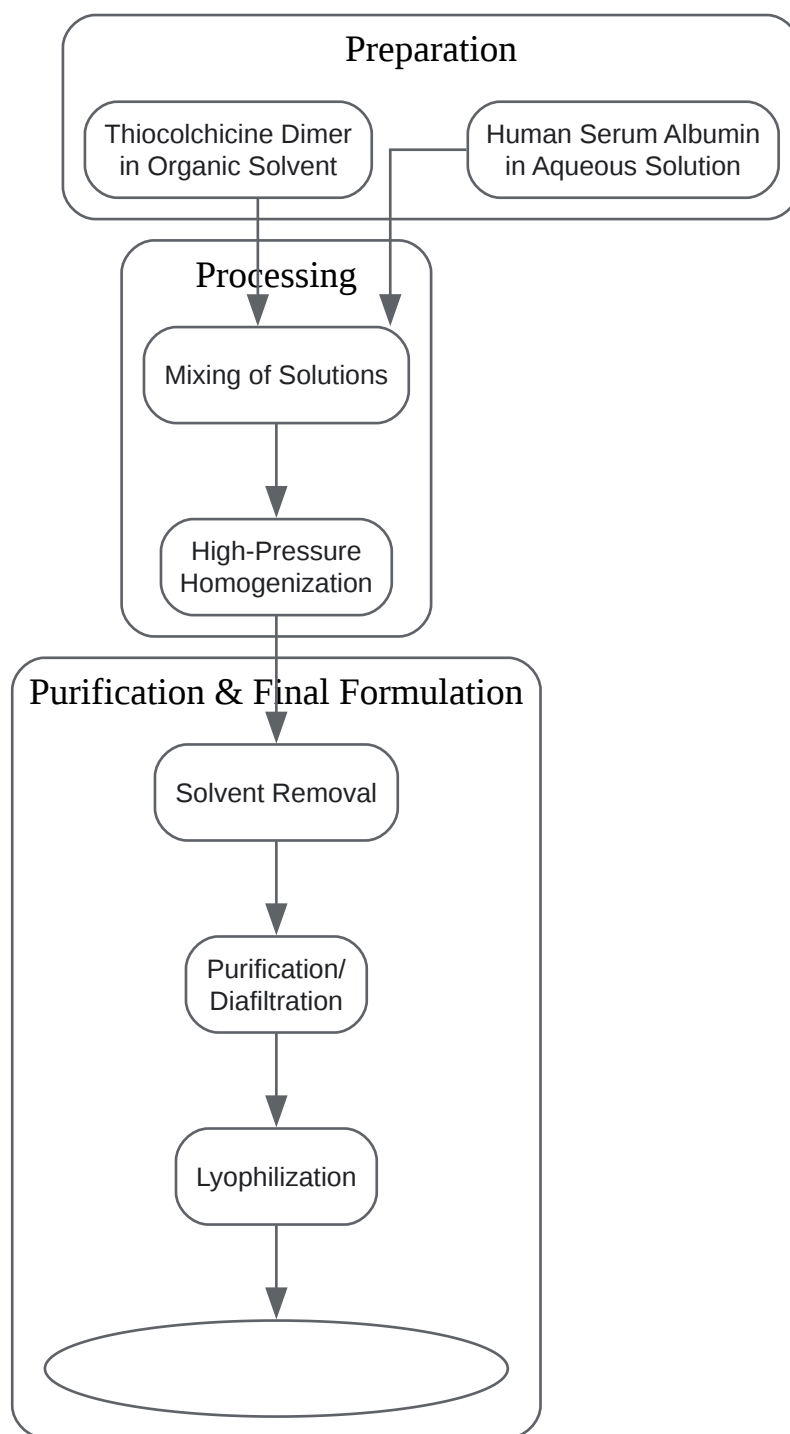 Preparation
Thiocolchicine Dimer
in Organic Solvent
Human Serum Albumin
in Aqueous Solution
Processing
Mixing of Solutions
High-Pressure
Homogenization
Purification & Final Formulation
Solvent Removal
Purification/
Diafiltration
Lyophilization